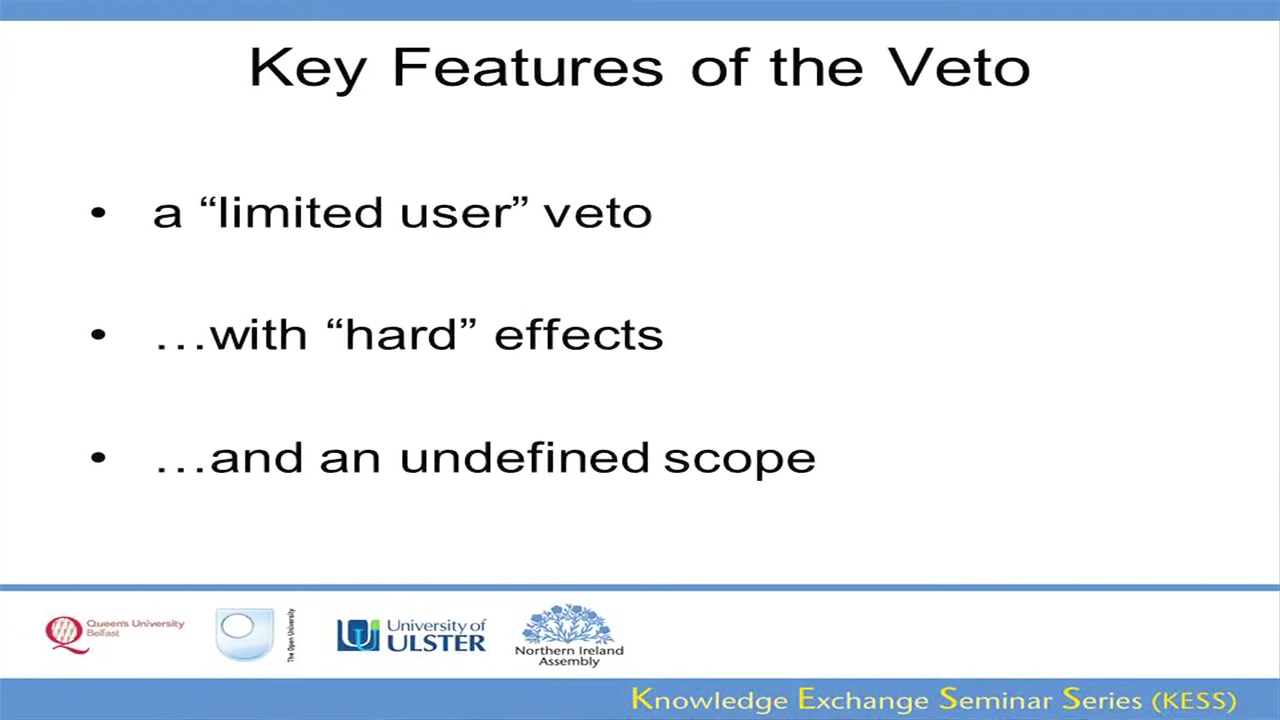 Key Features of the Veto
• a “limited user” veto
• …with “hard” effects
• …and an undefined scope
Queen's University
Belfast
The Open University
University of
ULSTER
Northern Ireland
Assembly
Knowledge Exchange Seminar Series (KESS)